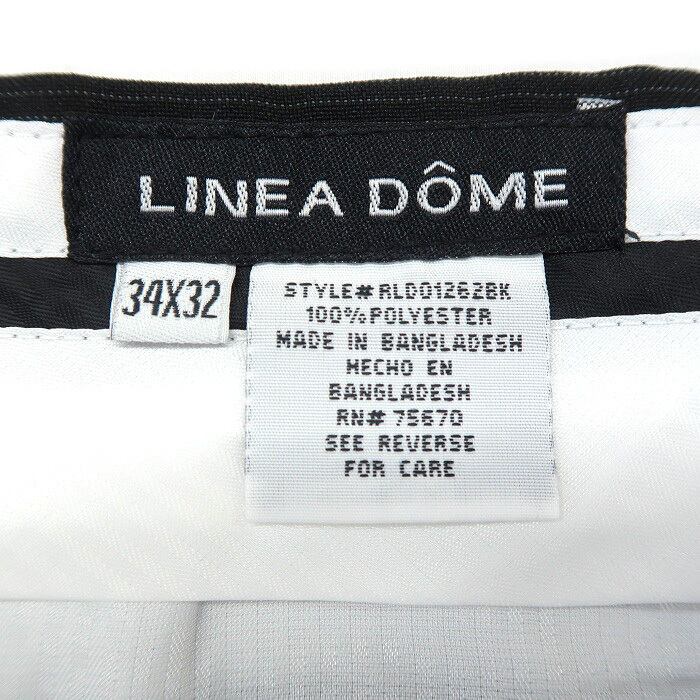 LINEA DÔME
34X32
STYLE# RLD01262BK
100% POLYESTER
MADE IN BANGLADESH
HECHO EN
BANGLADESH
RN# 75670
SEE REVERSE
FOR CARE